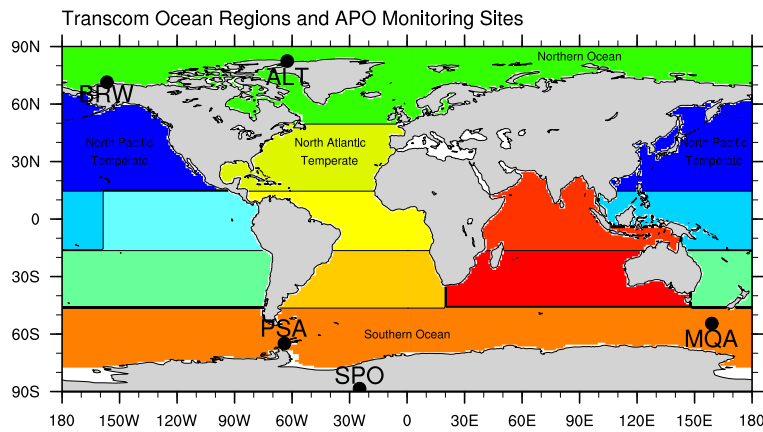 Transcom Ocean Regions and APO Monitoring Sites
90N
Northern Ocean
ALT
BRW
60N
North Pacific
Temperate
North Atlantic
Temperate
North Pacific
Temperate
30N
0
30S
PSA
Southern Ocean
60S
MQA
SPO
90S
180 150W 120W 90W 60W 30W 0 30E 60E 90E 120E 150E 180